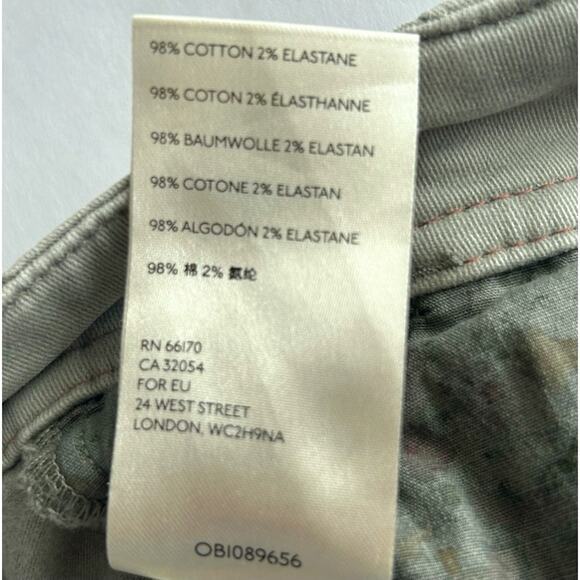 98% COTTON 2% ELASTANE
98% COTON 2% ÉLASTHANNE
98% BAUMWOLLE 2% ELASTAN
98% COTONE 2% ELASTAN
98% ALGODÓN 2% ELASTANE
98% 棉 2% 氨纶
RN 66170
CA 32054
FOR EU
24 WEST STREET
LONDON, WC2H9NA
OB1089656